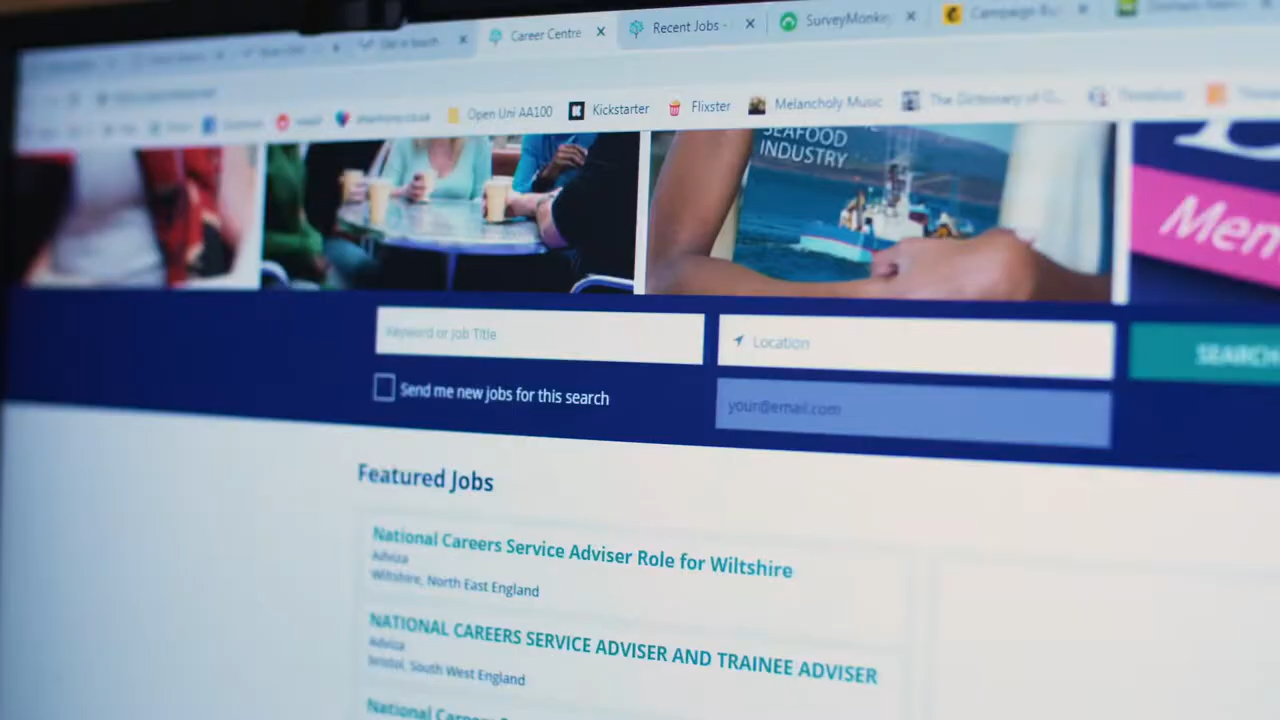 Career Centre
Recent Jobs -
SurveyMonkey
Open Uni AA100
Kickstarter
Flixster
Melancholy Music
The Dictionary of
SEAFOOD
INDUSTRY
Men
Keyword or Job Title
Location
SEARCH
Send me new jobs for this search
your@email.com
Featured Jobs
National Careers Service Adviser Role for Wiltshire
Adviza
Wiltshire, North East England
NATIONAL CAREERS SERVICE ADVISER AND TRAINEE ADVISER
Adviza
Bristol, South West England
National Careers